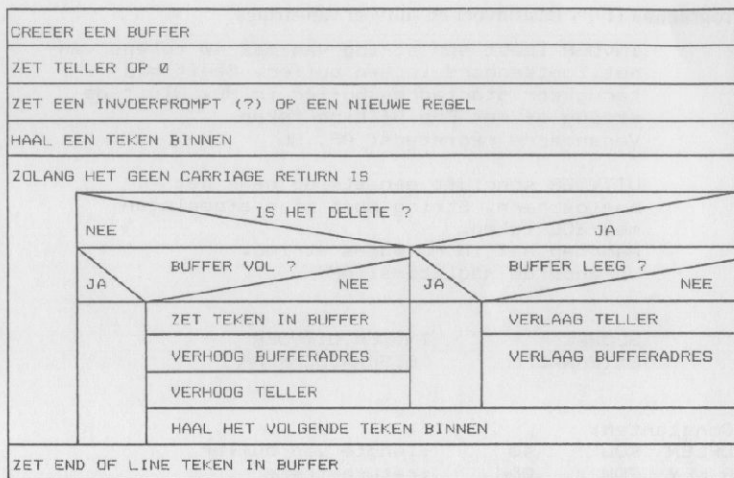 CREEER EEN BUFFER
ZET TELLER OP 0
ZET EEN INVOERPROMPT (?) OP EEN NIEUWE REGEL
HAAL EEN TEKEN BINNEN
ZOLANG HET GEEN CARRIAGE RETURN IS
IS HET DELETE ?
NEE JA
BUFFER VOL ? BUFFER LEEG ?
JA NEE JA NEE
ZET TEKEN IN BUFFER VERLAAG TELLER
VERHOOG BUFFERADRES VERLAAG BUFFERADRES
VERHOOG TELLER
HAAL HET VOLGENDE TEKEN BINNEN
ZET END OF LINE TEKEN IN BUFFER